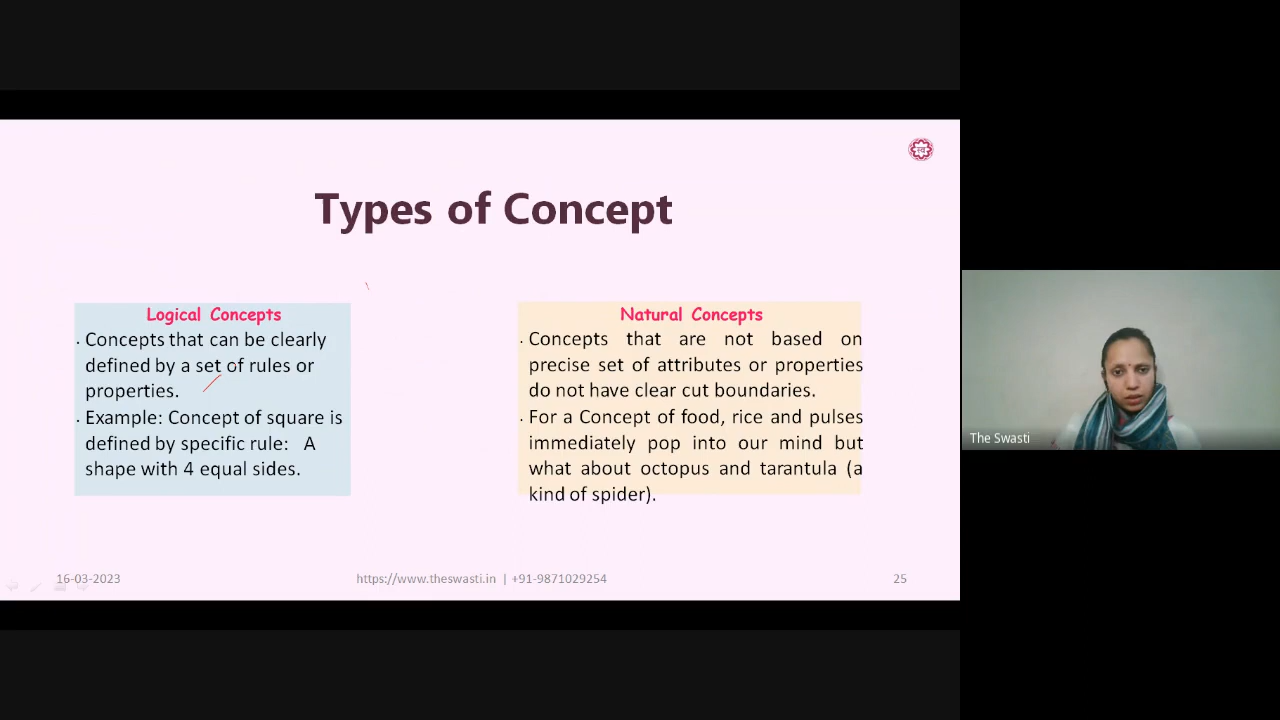 Types of Concept
Logical Concepts
. Concepts that can be clearly
defined by a set of rules or
properties.
. Example: Concept of square is
defined by specific rule: A
shape with 4 equal sides.
Natural Concepts
. Concepts that are not based on
precise set of attributes or properties
do not have clear cut boundaries.
. For a Concept of food, rice and pulses
immediately pop into our mind but
what about octopus and tarantula (a
kind of spider).
The Swasti
16-03-2023
https://www.theswasti.in | +91-9871029254
25